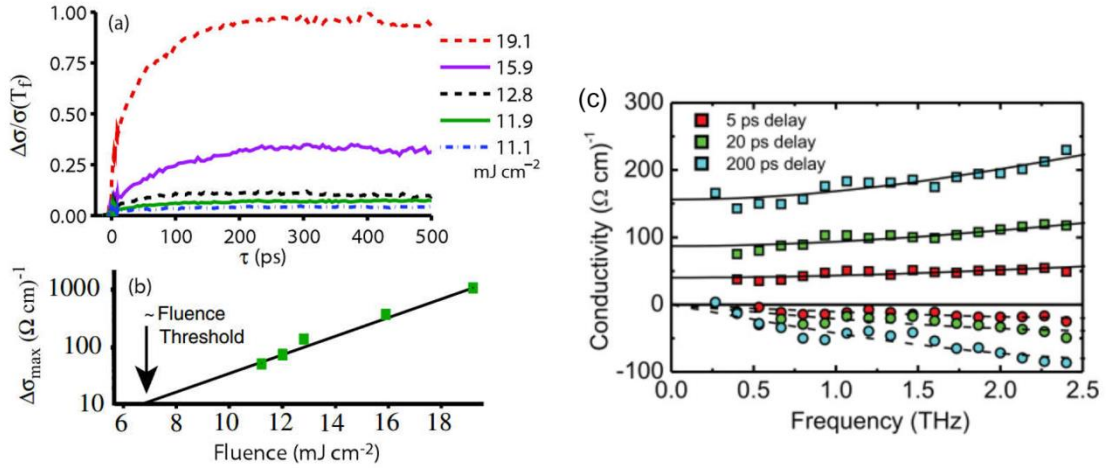 (a)
1.00
0.75
0.50
0.25
0.00
Δσ/σ(T_f)
0 100 200 300 400 500
τ (ps)
19.1
15.9
12.8
11.9
11.1
mJ cm⁻²
(b)
1000
100
10
Δσ_max (Ω cm)⁻¹
~Fluence
Threshold
6 8 10 12 14 16 18
Fluence (mJ cm⁻²)
(c)
300
200
100
0
-100
Conductivity (Ω cm)⁻¹
5 ps delay
20 ps delay
200 ps delay
0.0 0.5 1.0 1.5 2.0 2.5
Frequency (THz)